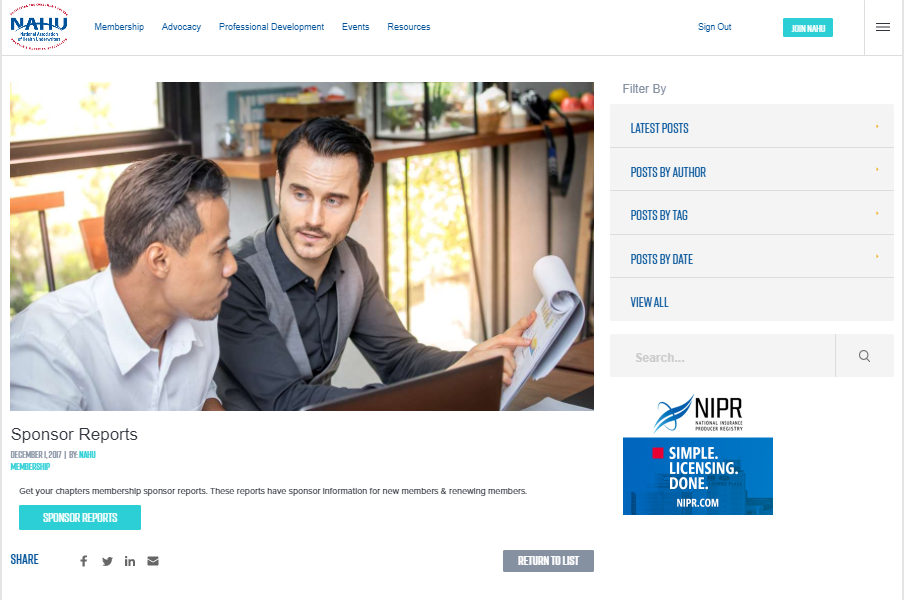 NAHU
National Association
of Health Underwriters
Membership Advocacy Professional Development Events Resources Sign Out JOIN NAHU
Filter By
LATEST POSTS
POSTS BY AUTHOR
POSTS BY TAG
POSTS BY DATE
VIEW ALL
Search...
NIPR
NATIONAL INSURANCE
PRODUCER REGISTRY
SIMPLE.
LICENSING.
DONE.
NIPR.COM
Sponsor Reports
DECEMBER 1, 2017 | BY: NAHU
MEMBERSHIP
Get your chapters membership sponsor reports. These reports have sponsor information for new members & renewing members.
SPONSOR REPORTS
SHARE
RETURN TO LIST